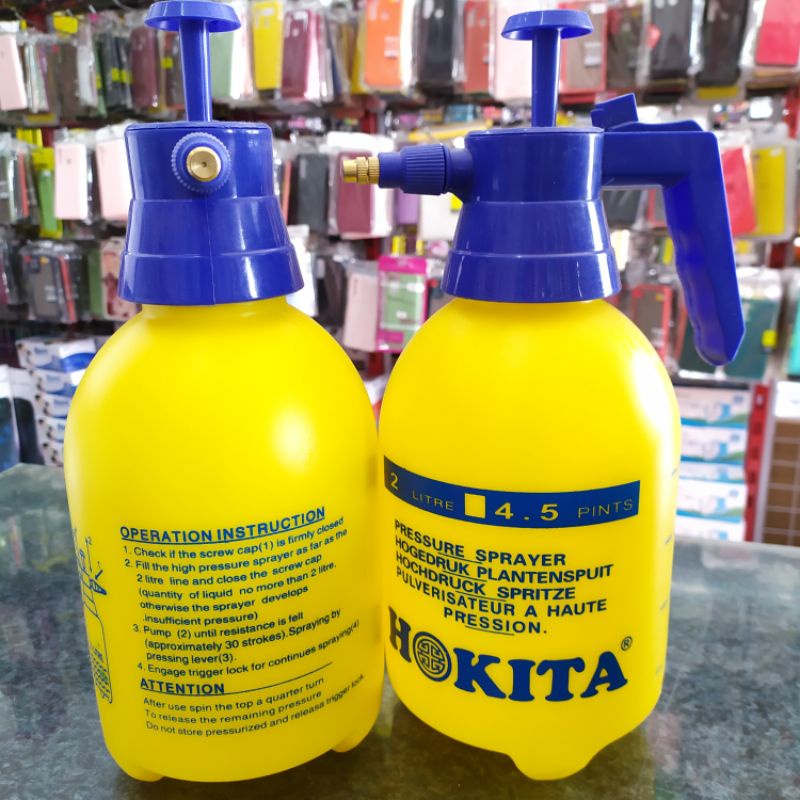 OPERATION INSTRUCTION
1. Check if the screw cap(1) is firmly closed
2. Fill the high pressure sprayer as far as the
2 litre line and close the screw cap
(quantity of liquid no more than 2 litre.
otherwise the sprayer develops
.insufficient pressure)
3. Pump (2) until resistance is felt
(approximately 30 strokes).Spraying by
pressing lever(3).
4. Engage trigger lock for continues spraying(4)
ATTENTION
After use spin the top a quarter turn
To release the remaining pressure
Do not store pressurized and releasa trigger lock
2 LITRE 4.5 PINTS
PRESSURE SPRAYER
HOGEDRUK PLANTENSPUIT
HOCHDRUCK SPRITZE
PULVERISATEUR A HAUTE
PRESSION.
HOKITA®